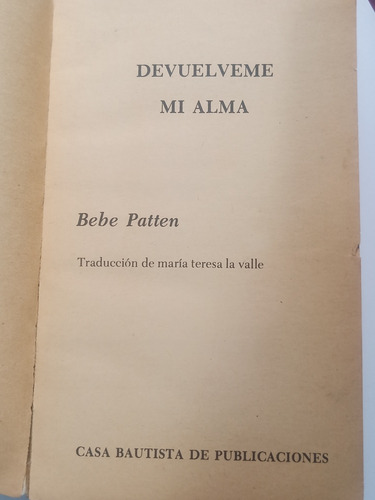 DEVUELVEME
MI ALMA
Bebe Patten
Traducción de maría teresa la valle
CASA BAUTISTA DE PUBLICACIONES